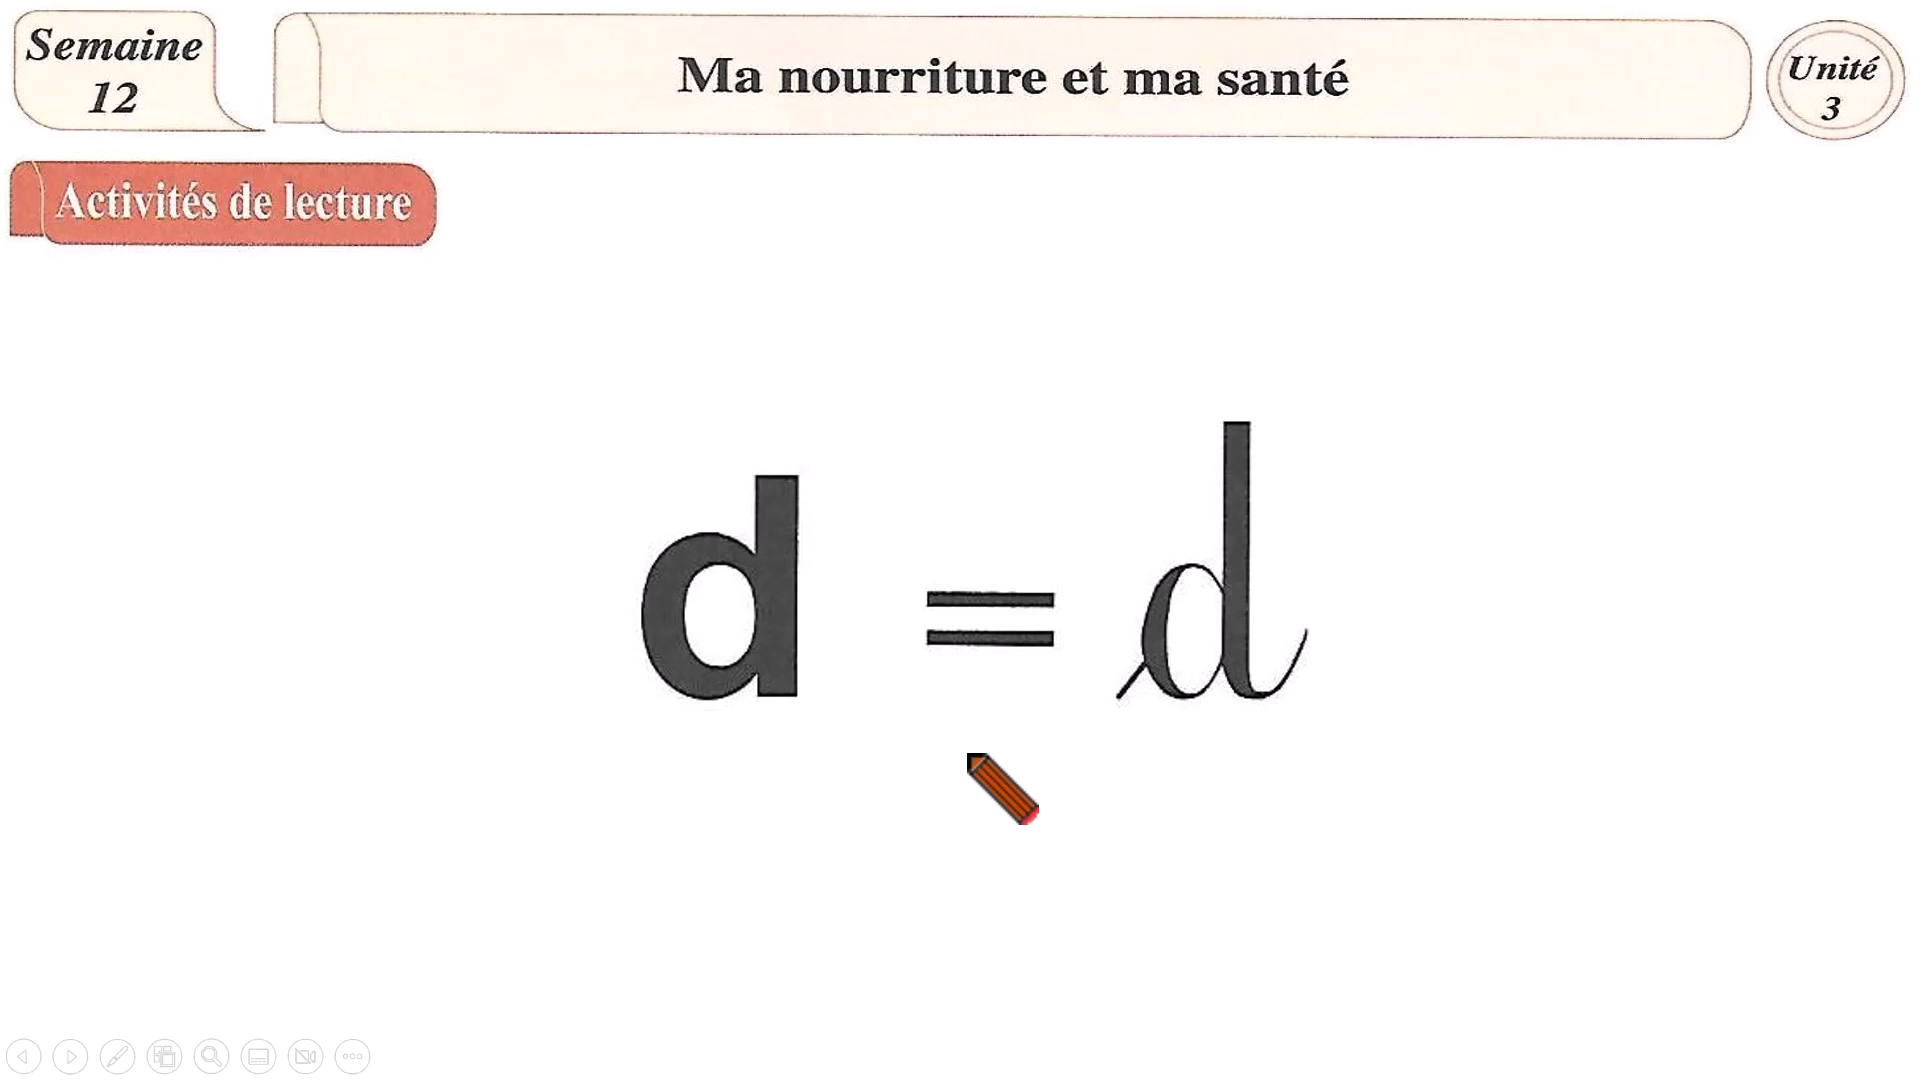 Semaine
12
Ma nourriture et ma santé
Unité
3
Activités de lecture
d = d